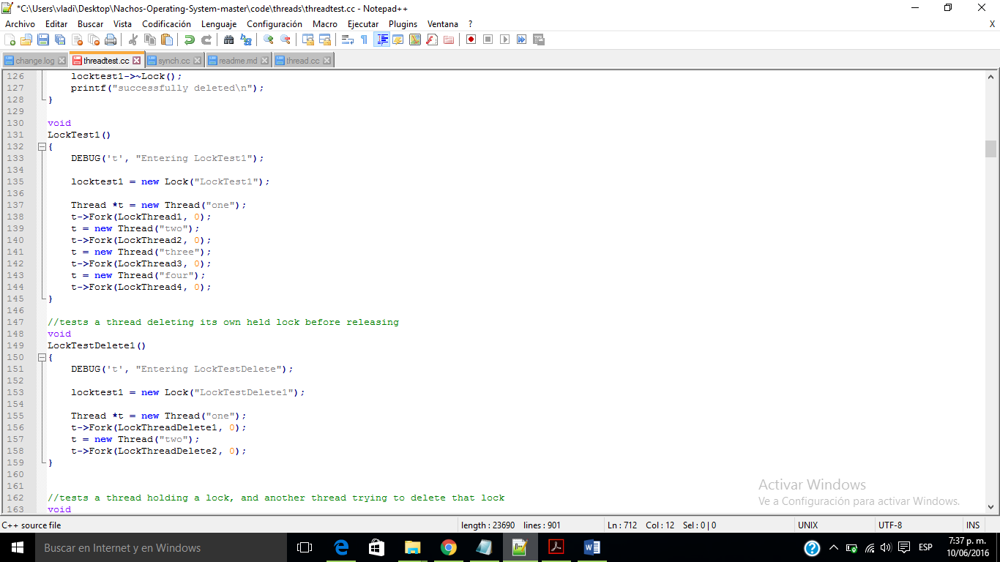 *C:\Users\vladi\Desktop\Nachos-Operating-System-master\code\threads\threadtest.cc - Notepad++
Archivo Editar Buscar Vista Codificación Lenguaje Configuración Macro Ejecutar Plugins Ventana ? X
change.log threadtest.cc synch.cc readme.md thread.cc
126 locktest1->~Lock();
127 printf("successfully deleted\n");
128 }
129
130 void
131 LockTest1()
132 {
133 DEBUG('t', "Entering LockTest1");
134
135 locktest1 = new Lock("LockTest1");
136
137 Thread *t = new Thread("one");
138 t->Fork(LockThread1, 0);
139 t = new Thread("two");
140 t->Fork(LockThread2, 0);
141 t = new Thread("three");
142 t->Fork(LockThread3, 0);
143 t = new Thread("four");
144 t->Fork(LockThread4, 0);
145 }
146
147 //tests a thread deleting its own held lock before releasing
148 void
149 LockTestDelete1()
150 {
151 DEBUG('t', "Entering LockTestDelete");
152
153 locktest1 = new Lock("LockTestDelete1");
154
155 Thread *t = new Thread("one");
156 t->Fork(LockThreadDelete1, 0);
157 t = new Thread("two");
158 t->Fork(LockThreadDelete2, 0);
159 }
160
161
162 //tests a thread holding a lock, and another thread trying to delete that lock
163 void
Activar Windows
Ve a Configuración para activar Windows.
C++ source file length : 23690 lines : 901 Ln : 712 Col : 12 Sel : 0 | 0 UNIX UTF-8 INS
Buscar en Internet y en Windows
ESP
7:37 p. m.
10/06/2016